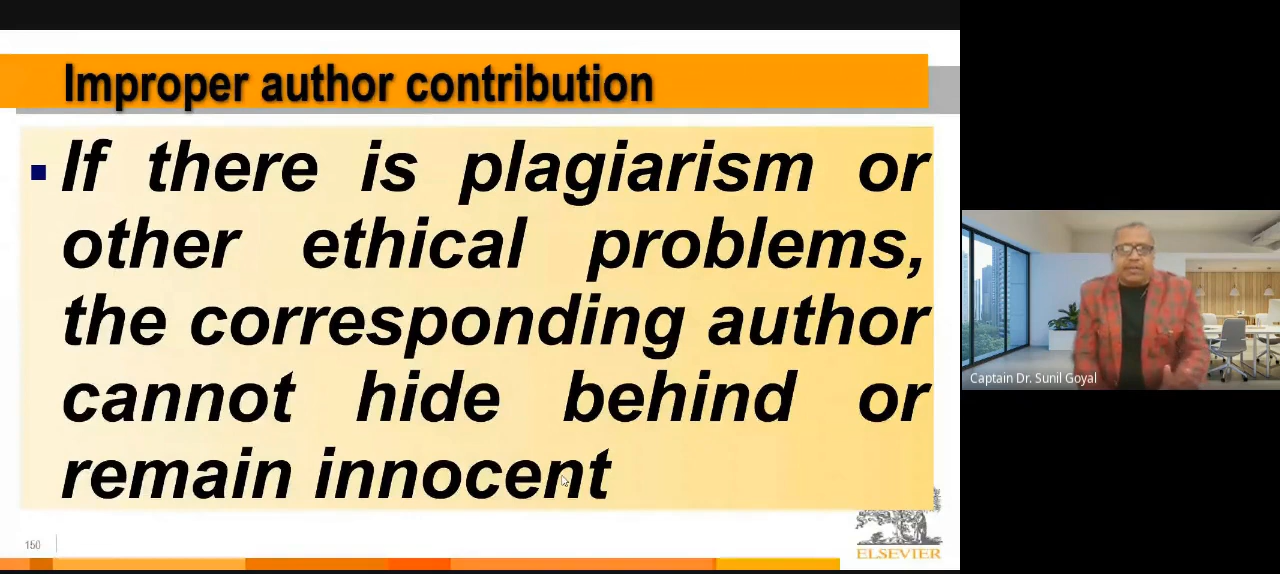 Improper author contribution
▪ If there is plagiarism or
other ethical problems,
the corresponding author
cannot hide behind or
remain innocent
150
ELSEVIER
Captain Dr. Sunil Goyal